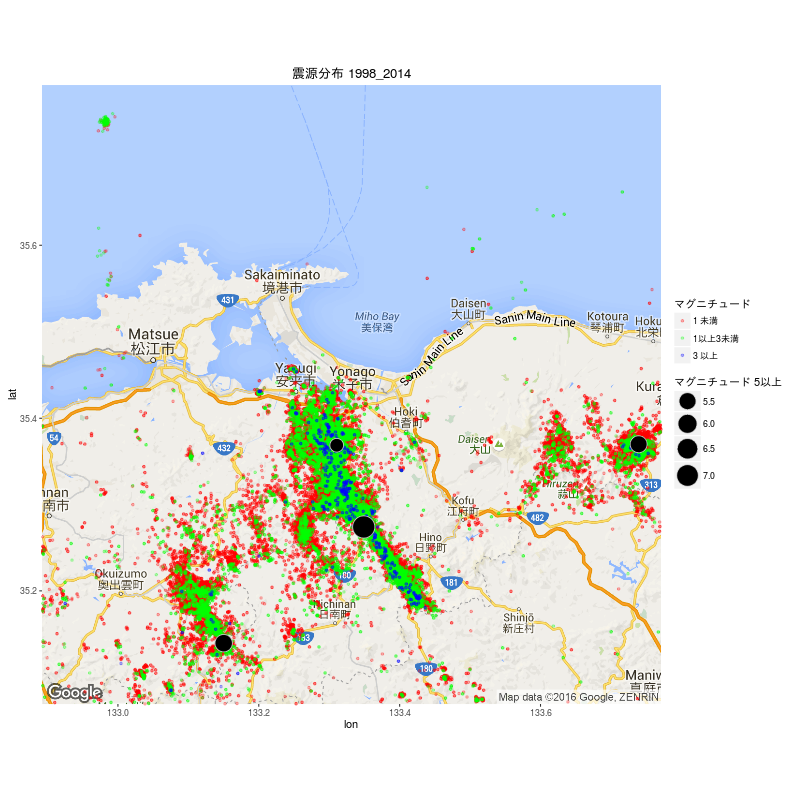 震源分布 1998_2014
35.6
35.4
35.2
lat
133.0
133.2
133.4
133.6
lon
Sakaiminato
境港市
431
Miho Bay
美保湾
Matsue
松江市
Daisen
大山町
Sanin Main Line
Kotoura
琴浦町
Hoku
北栄
Sanin Main Line
Yasugi
安来市
Yonago
米子市
Kura
Hoki
伯耆町
54
432
Daisen
大山
nnan
南市
Hiruzen
蒜山
313
Kofu
江府町
482
Hino
日野町
Okuizumo
奥出雲町
180
181
Nichinan
日南町
Shinjō
新庄村
190
Maniw
真庭市
Google
Map data ©2016 Google, ZENRIN
マグニチュード
1 未満
1以上3未満
3 以上
マグニチュード 5以上
5.5
6.0
6.5
7.0